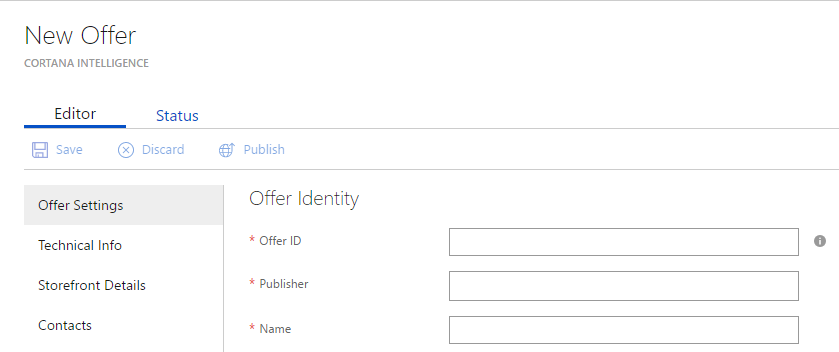 New Offer
CORTANA INTELLIGENCE
Editor Status
Save Discard Publish
Offer Settings
Technical Info
Storefront Details
Contacts
Offer Identity
* Offer ID
* Publisher
* Name